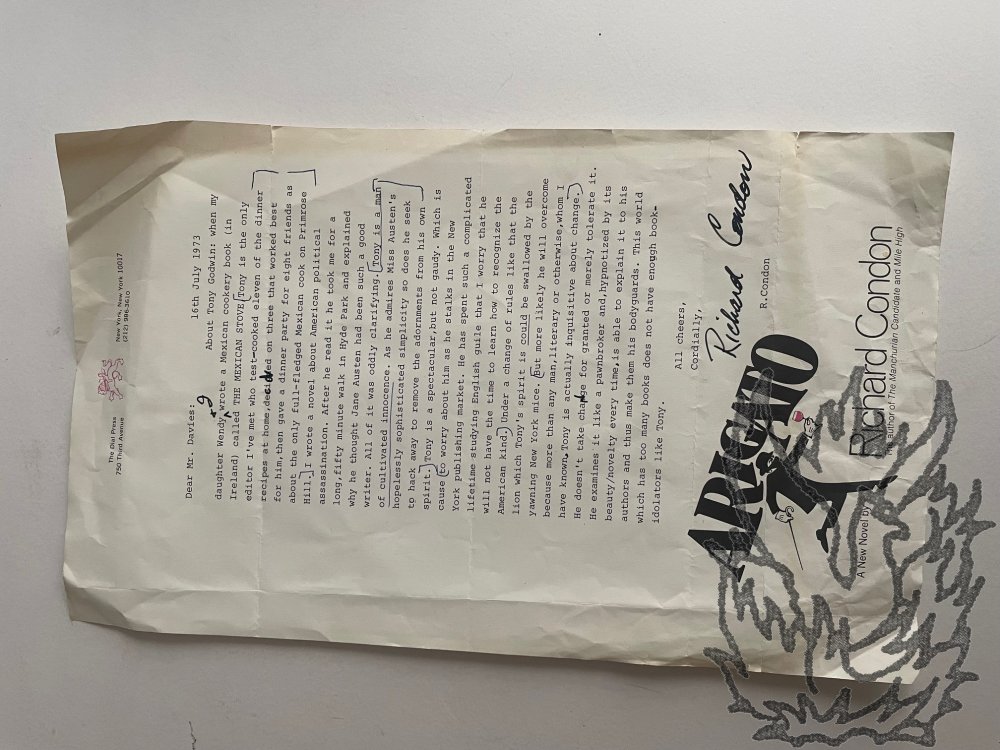 The Dial Press
750 Third Avenue
New York, New York 10017
(212) 986-3610
16th July 1973
Dear Mr. Davies:
About Tony Godwin: when my
daughter Wendy wrote a Mexican cookery book (in
Ireland) called THE MEXICAN STOVE, Tony is the only
editor I've met who test-cooked eleven of the dinner
recipes at home, decided on three that worked best
for him, then gave a dinner party for eight friends as
about the only full-fledged Mexican cook on Primrose
Hill. I wrote a novel about American political
assassination. After he read it he took me for a
long, fifty minute walk in Hyde Park and explained
why he thought Jane Austen had been such a good
writer. All of it was oddly clarifying. Tony is a man
of cultivated innocence. As he admires Miss Austen's
hopelessly sophisticated simplicity so does he seek
to hack away to remove the adornments from his own
spirit. Tony is a spectacular, but not gaudy. Which is
cause to worry about him as he stalks in the New
York publishing market. He has spent such a complicated
lifetime studying English guile that I worry that he
will not have the time to learn how to recognize the
American kind. Under a change of rules like that the
lion which Tony's spirit is could be swallowed by the
yawning New York mice. But more likely he will overcome
because more than any man, literary or otherwise, whom I
have known, Tony is actually inquisitive about change.
He doesn't take change for granted or merely tolerate it.
He examines it like a pawnbroker and, hypnotized by its
beauty/novelty every time, is able to explain it to his
authors and thus make them his bodyguards. This world
which has too many books does not have enough book-
idolators like Tony.
All cheers,
Cordially,
Richard Condon
R. Condon
ARIGATO
A New Novel by Richard Condon
Author of The Manchurian Candidate and Mile High